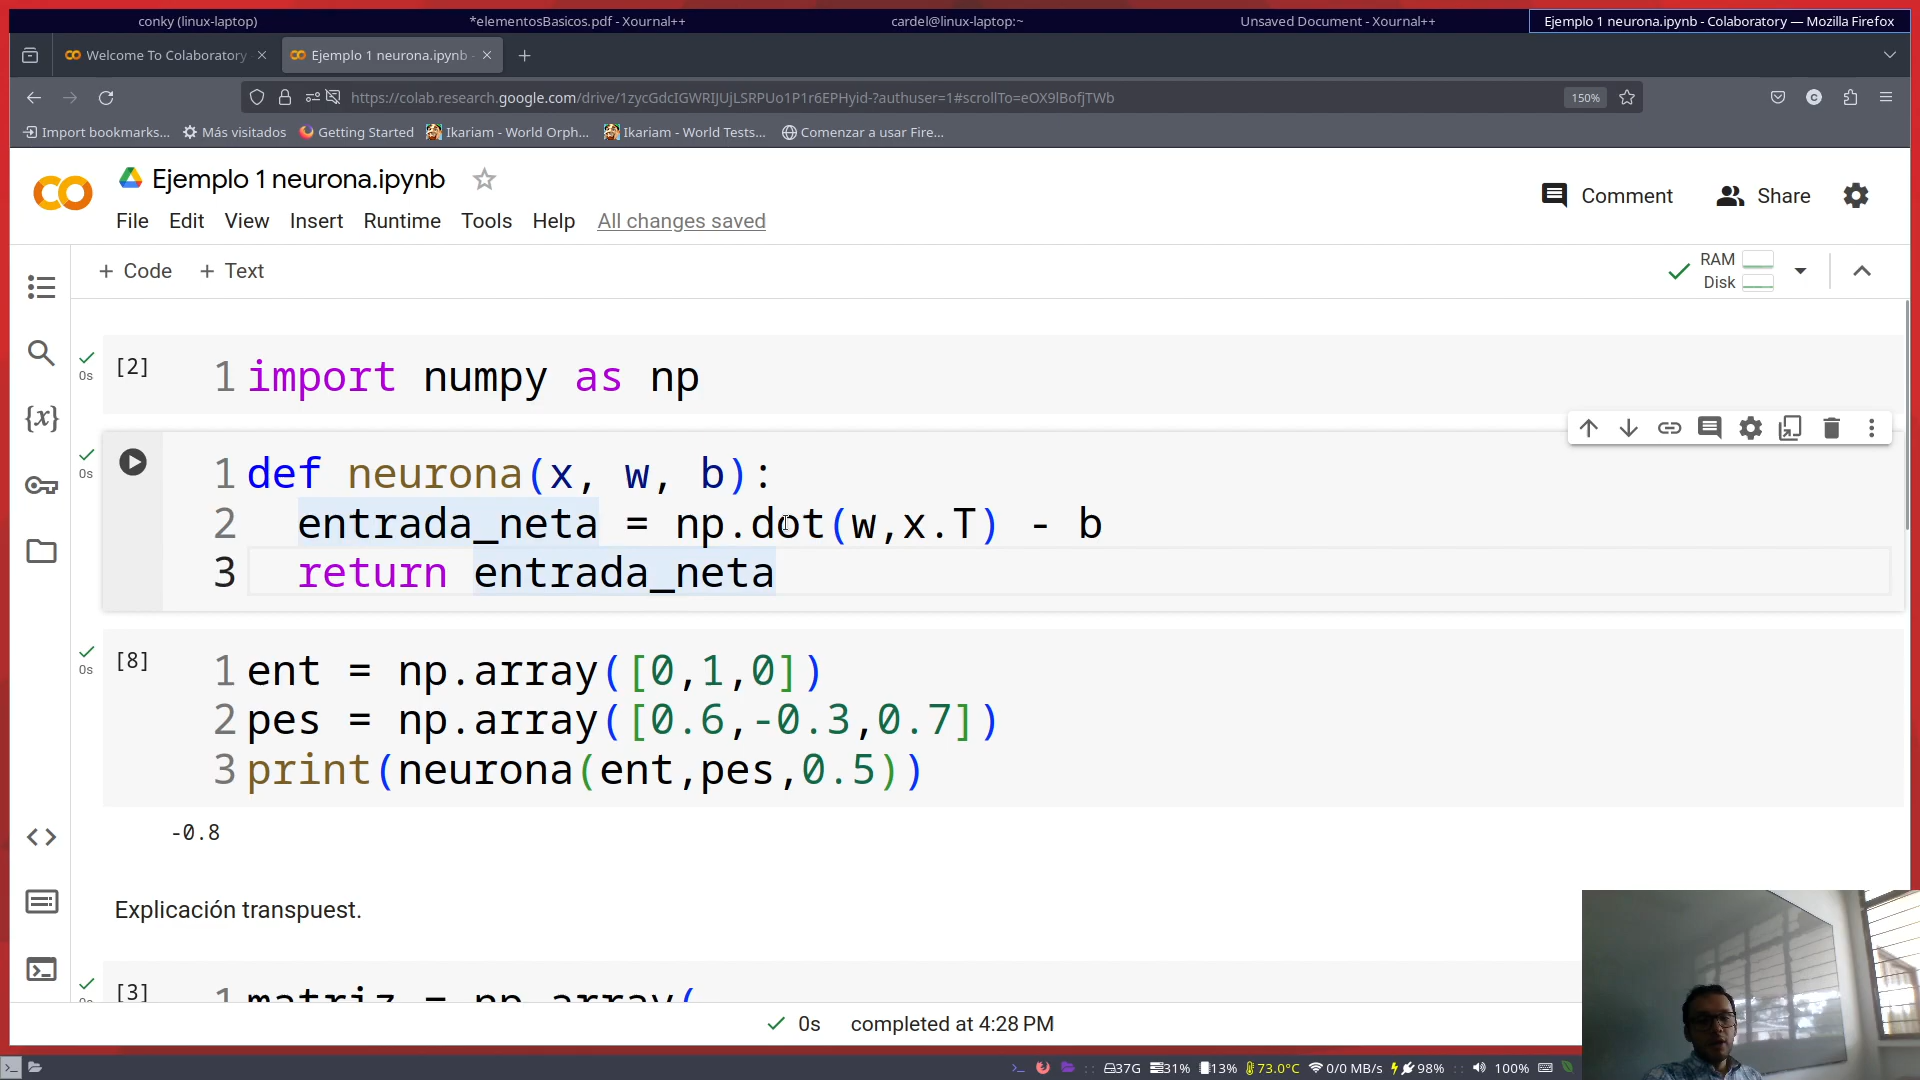 conky (linux-laptop)
*elementosBasicos.pdf - Xournal++
cardel@linux-laptop:~
Unsaved Document - Xournal++
Ejemplo 1 neurona.ipynb - Colaboratory — Mozilla Firefox
Welcome To Colaboratory
Ejemplo 1 neurona.ipynb -
https://colab.research.google.com/drive/1zycGdcIGWRIJUjLSRPUo1P1r6EPHyid-?authuser=1#scrollTo=eOX9lBofjTWb
150%
Import bookmarks...
Más visitados
Getting Started
Ikariam - World Orph...
Ikariam - World Tests...
Comenzar a usar Fire...
Ejemplo 1 neurona.ipynb
Comment
Share
File Edit View Insert Runtime Tools Help All changes saved
+ Code + Text
RAM
Disk
[2]
0s
1 import numpy as np
0s
1 def neurona(x, w, b):
2 entrada_neta = np.dot(w,x.T) - b
3 return entrada_neta
[8]
0s
1 ent = np.array([0,1,0])
2 pes = np.array([0.6,-0.3,0.7])
3 print(neurona(ent,pes,0.5))
-0.8
Explicación transpuest.
[3]
1 matriz = np.array(
0s completed at 4:28 PM
37G 31% 13% 73.0°C 0/0 MB/s 98% 100%